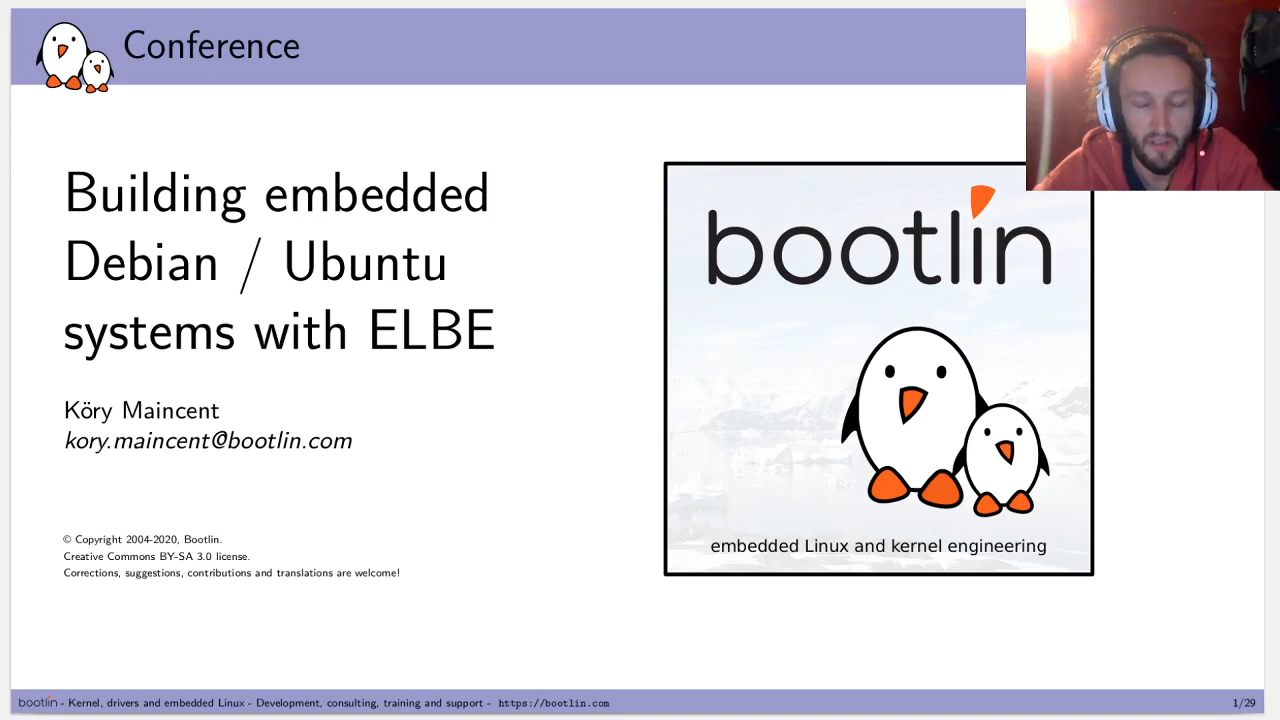 Conference
Building embedded
Debian / Ubuntu
systems with ELBE
Köry Maincent
kory.maincent@bootlin.com
© Copyright 2004-2020, Bootlin.
Creative Commons BY-SA 3.0 license.
Corrections, suggestions, contributions and translations are welcome!
bootlin
embedded Linux and kernel engineering
bootlin - Kernel, drivers and embedded Linux - Development, consulting, training and support - https://bootlin.com 1/29